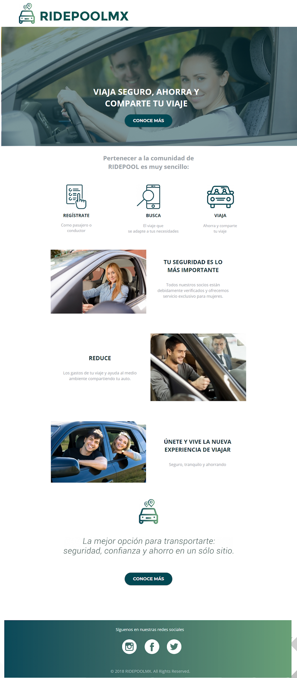 RIDEPOOLMX
VIAJA SEGURO, AHORRA Y
COMPARTE TU VIAJE
CONOCE MÁS
Pertenecer a la comunidad de
RIDEPOOL es muy sencillo:
REGÍSTRATE
Como pasajero o
conductor
BUSCA
El viaje que
se adapte a tus necesidades
VIAJA
Ahorra y comparte
tu viaje
TU SEGURIDAD ES LO
MÁS IMPORTANTE
Todos nuestros socios están
debidamente verificados y ofrecemos
servicio exclusivo para mujeres.
REDUCE
Los gastos de tu viaje y ayuda al medio
ambiente compartiendo tu auto.
ÚNETE Y VIVE LA NUEVA
EXPERIENCIA DE VIAJAR
Seguro, tranquilo y ahorrando
La mejor opción para transportarte:
seguridad, confianza y ahorro en un sólo sitio.
CONOCE MÁS
Síguenos en nuestras redes sociales
© 2018 RIDEPOOLMX. All Rights Reserved.